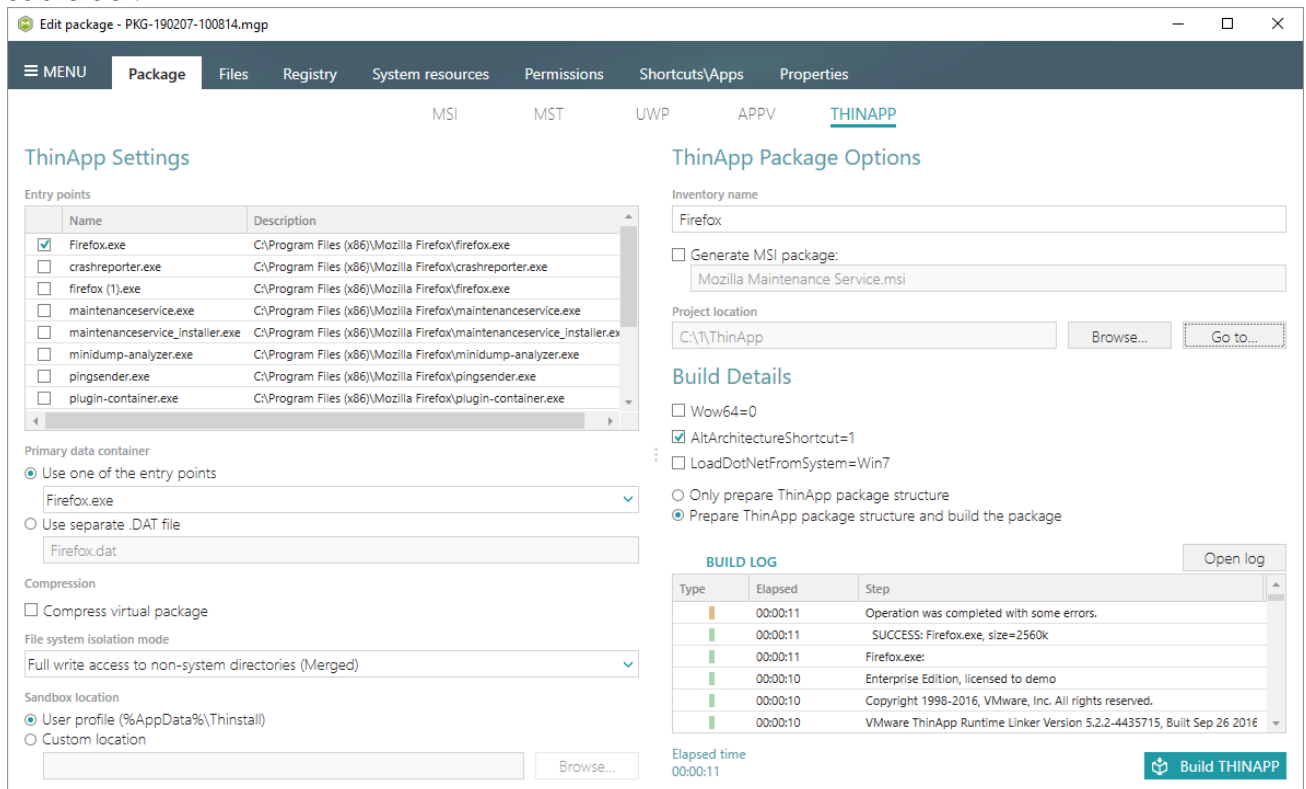 Edit package - PKG-190207-100814.mgp
MENU Package Files Registry System resources Permissions Shortcuts\Apps Properties
MSI MST UWP APPV THINAPP
ThinApp Settings
Entry points
Name Description
Firefox.exe C:\Program Files (x86)\Mozilla Firefox\firefox.exe
crashreporter.exe C:\Program Files (x86)\Mozilla Firefox\crashreporter.exe
firefox (1).exe C:\Program Files (x86)\Mozilla Firefox\firefox.exe
maintenanceservice.exe C:\Program Files (x86)\Mozilla Firefox\maintenanceservice.exe
maintenanceservice_installer.exe C:\Program Files (x86)\Mozilla Firefox\maintenanceservice_installer.ex
minidump-analyzer.exe C:\Program Files (x86)\Mozilla Firefox\minidump-analyzer.exe
pingsender.exe C:\Program Files (x86)\Mozilla Firefox\pingsender.exe
plugin-container.exe C:\Program Files (x86)\Mozilla Firefox\plugin-container.exe
Primary data container
Use one of the entry points
Firefox.exe
Use separate .DAT file
Firefox.dat
Compression
Compress virtual package
File system isolation mode
Full write access to non-system directories (Merged)
Sandbox location
User profile (%AppData%\Thinstall)
Custom location
Browse...
ThinApp Package Options
Inventory name
Firefox
Generate MSI package:
Mozilla Maintenance Service.msi
Project location
C:\1\ThinApp Browse... Go to...
Build Details
Wow64=0
AltArchitectureShortcut=1
LoadDotNetFromSystem=Win7
Only prepare ThinApp package structure
Prepare ThinApp package structure and build the package
BUILD LOG Open log
Type Elapsed Step
00:00:11 Operation was completed with some errors.
00:00:11 SUCCESS: Firefox.exe, size=2560k
00:00:11 Firefox.exe:
00:00:10 Enterprise Edition, licensed to demo
00:00:10 Copyright 1998-2016, VMware, Inc. All rights reserved.
00:00:10 VMware ThinApp Runtime Linker Version 5.2.2-4435715, Built Sep 26 2016
Elapsed time
00:00:11
Build THINAPP